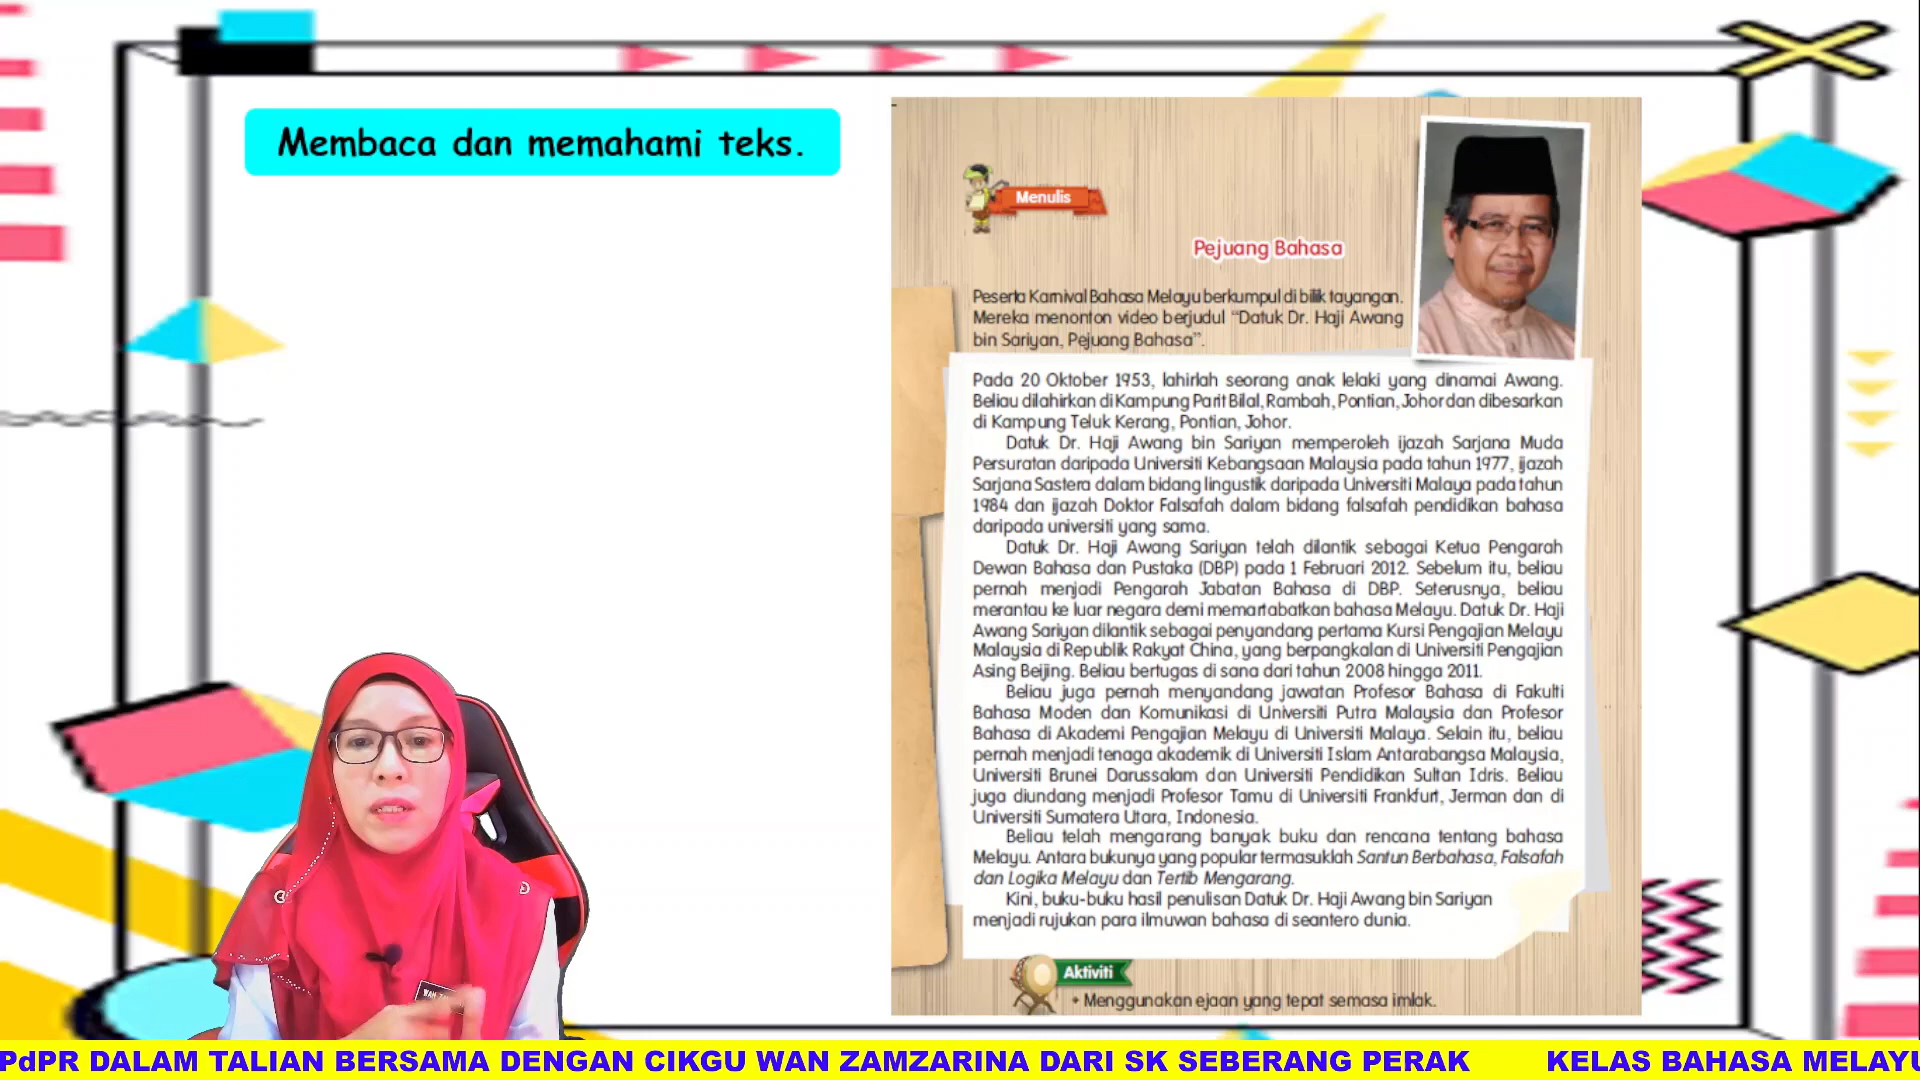 Membaca dan memahami teks.
Menulis
Pejuang Bahasa
Peserta Karnival Bahasa Melayu berkumpul di bilik tayangan.
Mereka menonton video berjudul “Datuk Dr. Haji Awang
bin Sariyan, Pejuang Bahasa”.
Pada 20 Oktober 1953, lahirlah seorang anak lelaki yang dinamai Awang.
Beliau dilahirkan di Kampung Parit Bilal, Rambah, Pontian, Johor dan dibesarkan
di Kampung Teluk Kerang, Pontian, Johor.
Datuk Dr. Haji Awang bin Sariyan memperoleh ijazah Sarjana Muda
Persuratan daripada Universiti Kebangsaan Malaysia pada tahun 1977, ijazah
Sarjana Sastera dalam bidang lingustik daripada Universiti Malaya pada tahun
1984 dan ijazah Doktor Falsafah dalam bidang falsafah pendidikan bahasa
daripada universiti yang sama.
Datuk Dr. Haji Awang Sariyan telah dilantik sebagai Ketua Pengarah
Dewan Bahasa dan Pustaka (DBP) pada 1 Februari 2012. Sebelum itu, beliau
pernah menjadi Pengarah Jabatan Bahasa di DBP. Seterusnya, beliau
merantau ke luar negara demi memartabatkan bahasa Melayu. Datuk Dr. Haji
Awang Sariyan dilantik sebagai penyandang pertama Kursi Pengajian Melayu
Malaysia di Republik Rakyat China, yang berpangkalan di Universiti Pengajian
Asing Beijing. Beliau bertugas di sana dari tahun 2008 hingga 2011.
Beliau juga pernah menyandang jawatan Profesor Bahasa di Fakulti
Bahasa Moden dan Komunikasi di Universiti Putra Malaysia dan Profesor
Bahasa di Akademi Pengajian Melayu di Universiti Malaya. Selain itu, beliau
pernah menjadi tenaga akademik di Universiti Islam Antarabangsa Malaysia,
Universiti Brunei Darussalam dan Universiti Pendidikan Sultan Idris. Beliau
juga diundang menjadi Profesor Tamu di Universiti Frankfurt, Jerman dan di
Universiti Sumatera Utara, Indonesia.
Beliau telah mengarang banyak buku dan rencana tentang bahasa
Melayu. Antara bukunya yang popular termasuklah Santun Berbahasa, Falsafah
dan Logika Melayu dan Tertib Mengarang.
Kini, buku-buku hasil penulisan Datuk Dr. Haji Awang bin Sariyan
menjadi rujukan para ilmuwan bahasa di seantero dunia.
Aktiviti
• Menggunakan ejaan yang tepat semasa imlak.
WAN
PdPR DALAM TALIAN BERSAMA DENGAN CIKGU WAN ZAMZARINA DARI SK SEBERANG PERAK KELAS BAHASA MELAYU